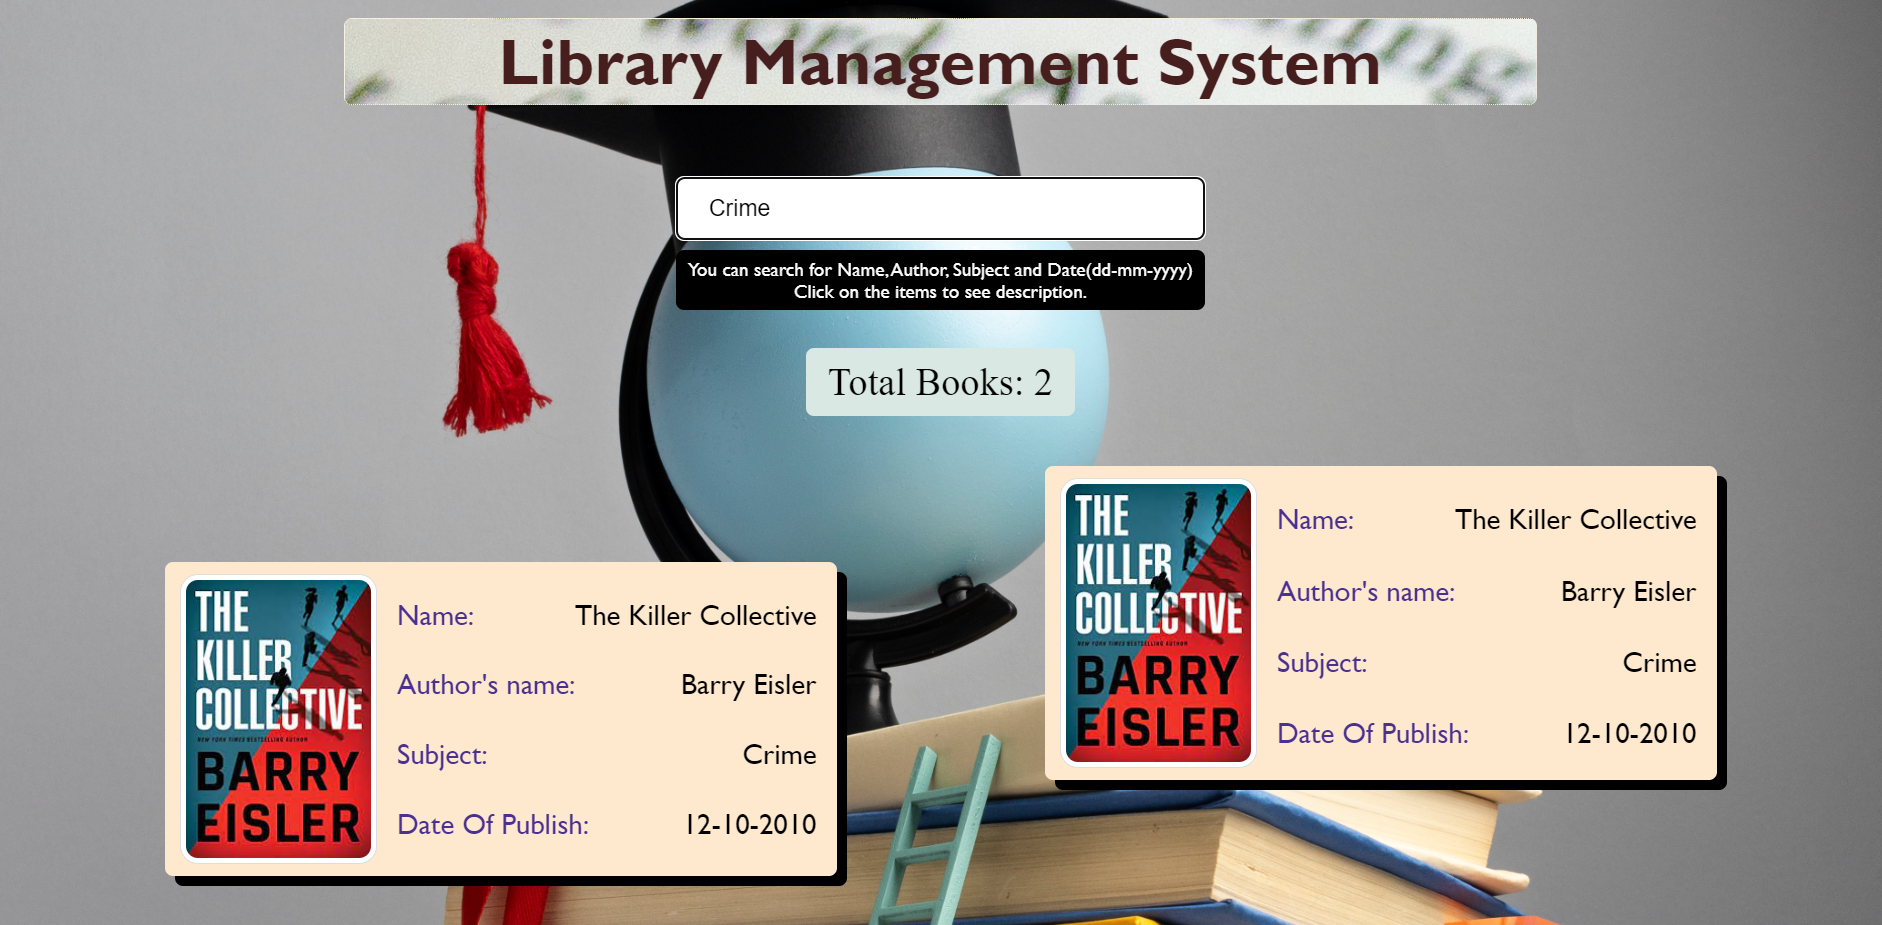 Library Management System
Crime
You can search for Name,Author, Subject and Date(dd-mm-yyyy)
Click on the items to see description.
Total Books: 2
THE
KILLER
COLLECTIVE
NEW YORK TIMES BESTSELLING AUTHOR
BARRY
EISLER
Name: The Killer Collective
Author's name: Barry Eisler
Subject: Crime
Date Of Publish: 12-10-2010
THE
KILLER
COLLECTIVE
NEW YORK TIMES BESTSELLING AUTHOR
BARRY
EISLER
Name: The Killer Collective
Author's name: Barry Eisler
Subject: Crime
Date Of Publish: 12-10-2010